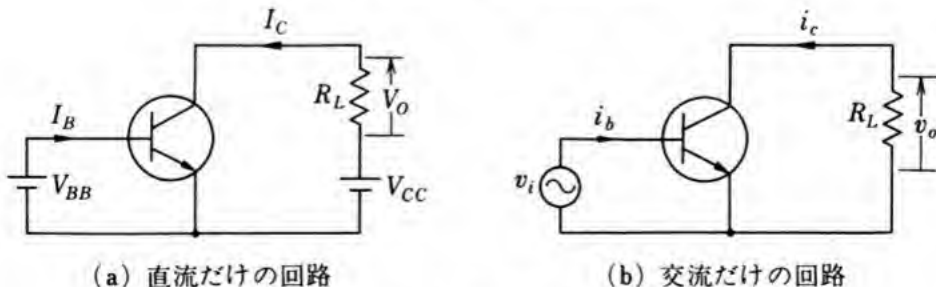 I_C
R_L
V_O
I_B
V_BB
V_CC
(a) 直流だけの回路
i_c
R_L
v_o
i_b
v_i
(b) 交流だけの回路